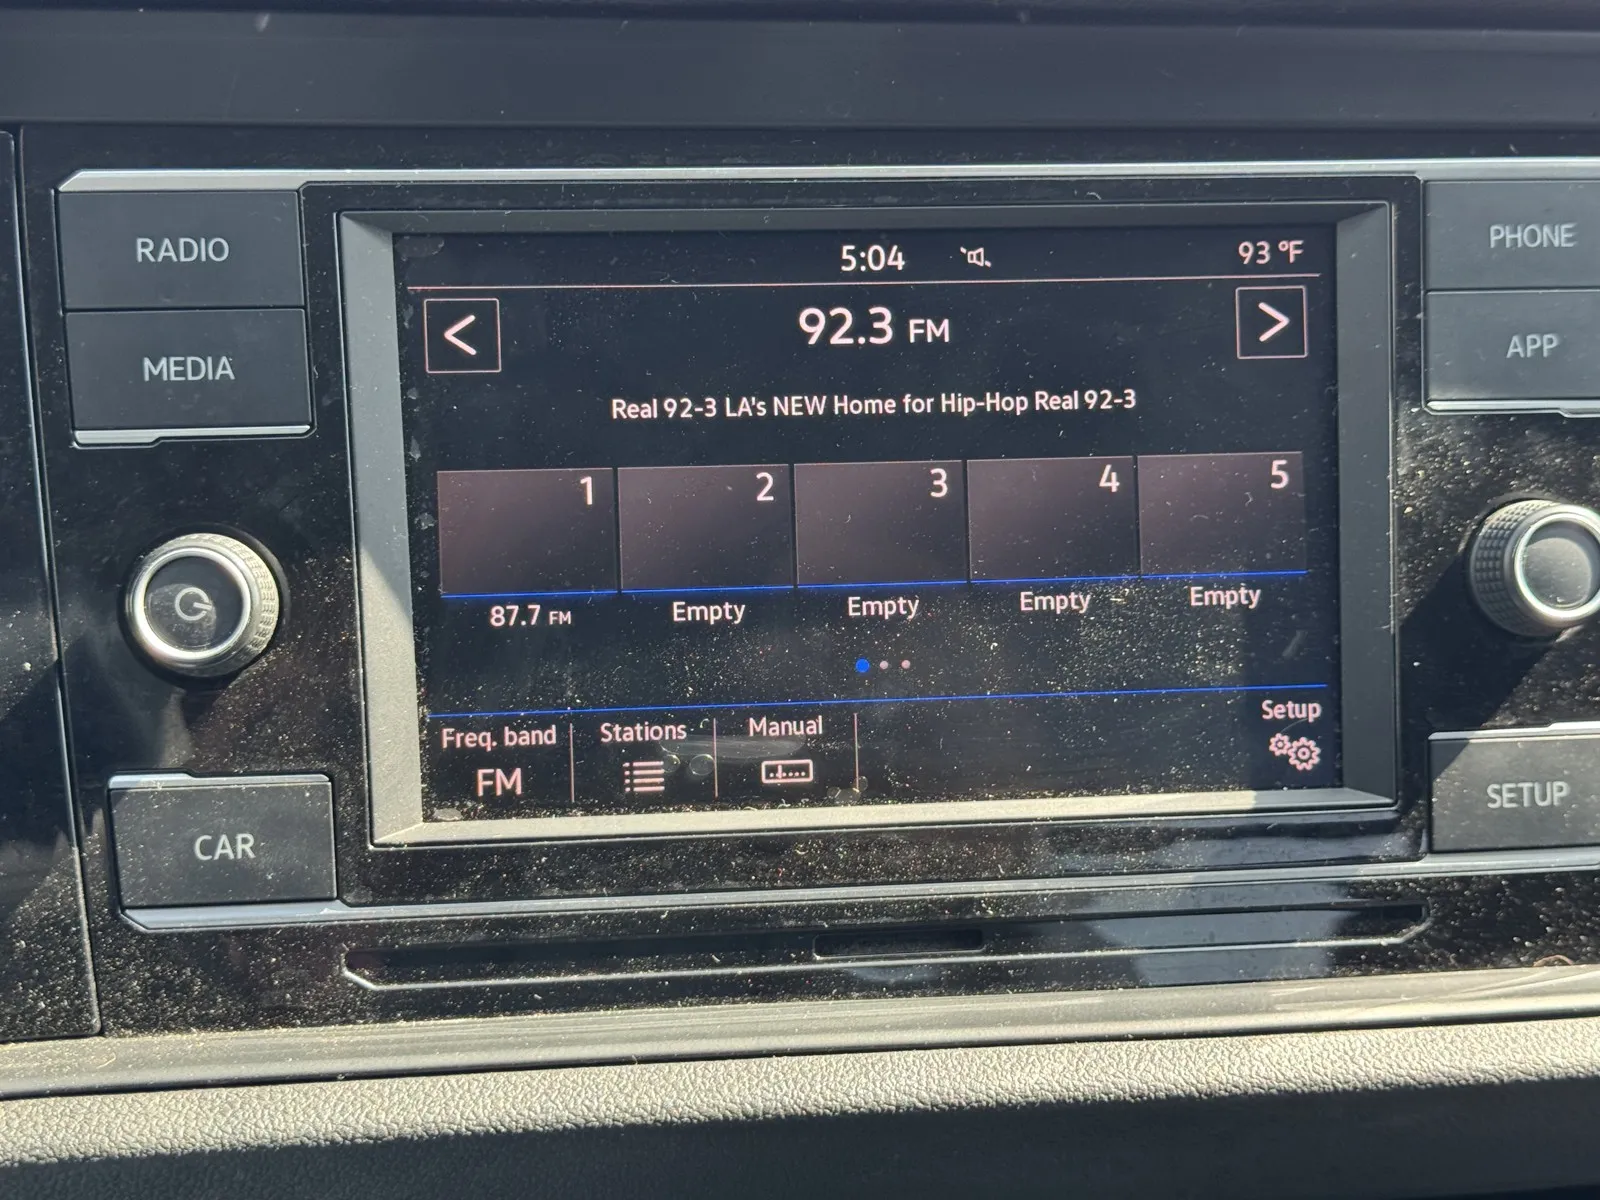 RADIO
MEDIA
CAR
5:04
93 °F
<
92.3 FM
>
Real 92-3 LA's NEW Home for Hip-Hop Real 92-3
1
2
3
4
5
87.7 FM
Empty
Empty
Empty
Empty
Freq. band
FM
Stations
Manual
Setup
PHONE
APP
SETUP